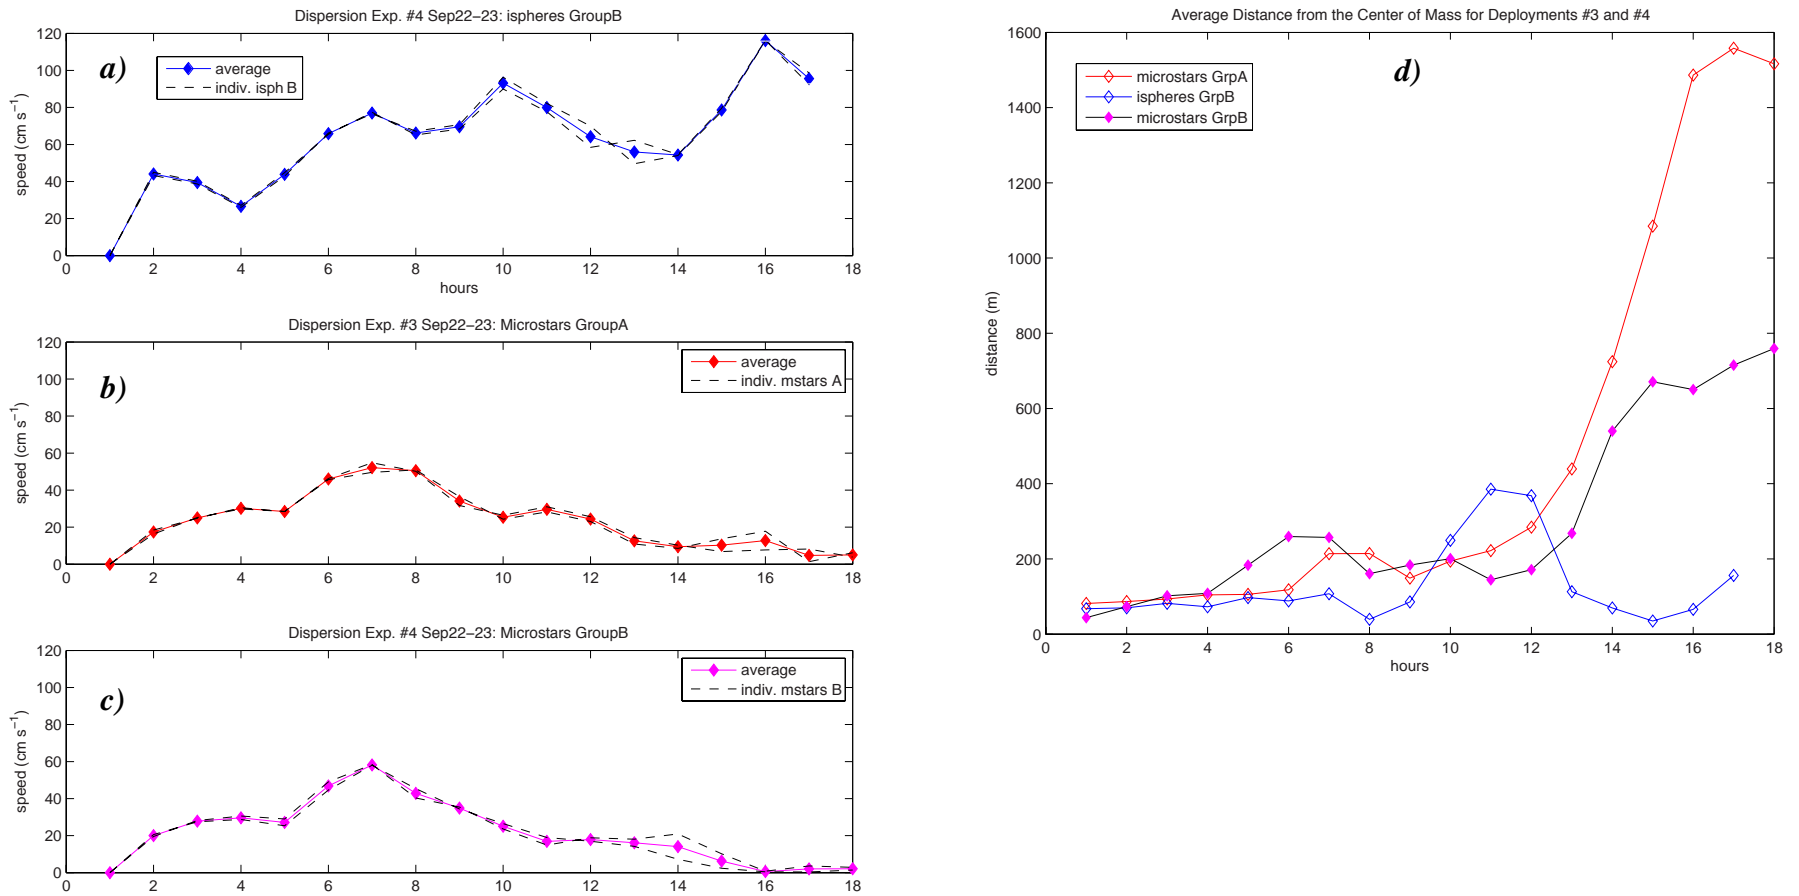 Dispersion Exp. #4 Sep22−23: ispheres GroupB
120
100
80
60
40
20
0
speed (cm s−1)
a)
average
indiv. isph B
0 2 4 6 8 10 12 14 16 18
hours
Dispersion Exp. #3 Sep22−23: Microstars GroupA
120
100
80
60
40
20
0
speed (cm s−1)
b)
average
indiv. mstars A
0 2 4 6 8 10 12 14 16 18
Dispersion Exp. #4 Sep22−23: Microstars GroupB
120
100
80
60
40
20
0
speed (cm s−1)
c)
average
indiv. mstars B
0 2 4 6 8 10 12 14 16 18
Average Distance from the Center of Mass for Deployments #3 and #4
1600
1400
1200
1000
800
600
400
200
0
distance (m)
d)
microstars GrpA
ispheres GrpB
microstars GrpB
0 2 4 6 8 10 12 14 16 18
hours